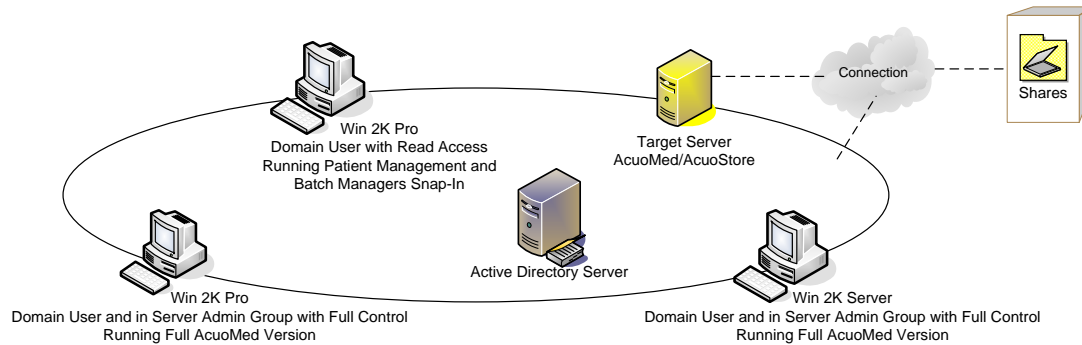 Connection
Shares
Win 2K Pro
Domain User with Read Access
Running Patient Management and
Batch Managers Snap-In
Target Server
AcuoMed/AcuoStore
Active Directory Server
Win 2K Pro
Domain User and in Server Admin Group with Full Control
Running Full AcuoMed Version
Win 2K Server
Domain User and in Server Admin Group with Full Control
Running Full AcuoMed Version